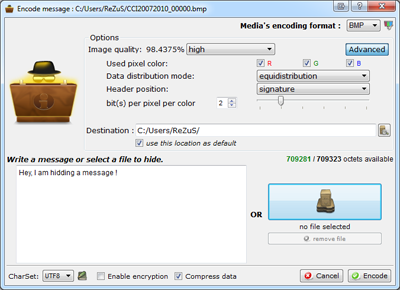 Encode message : C:/Users/ReZuS/CCI20072010_00000.bmp
Media's encoding format : BMP
Options
Image quality: 98.4375% high Advanced
Used pixel color: R G B
Data distribution mode: equidistribution
Header position: signature
bit(s) per pixel per color 2
Destination : C:/Users/ReZuS/
use this location as default
Write a message or select a file to hide. 709281 / 709323 octets available
Hey, I am hidding a message !
OR
no file selected
remove file
CharSet: UTF8 Enable encryption Compress data Cancel Encode